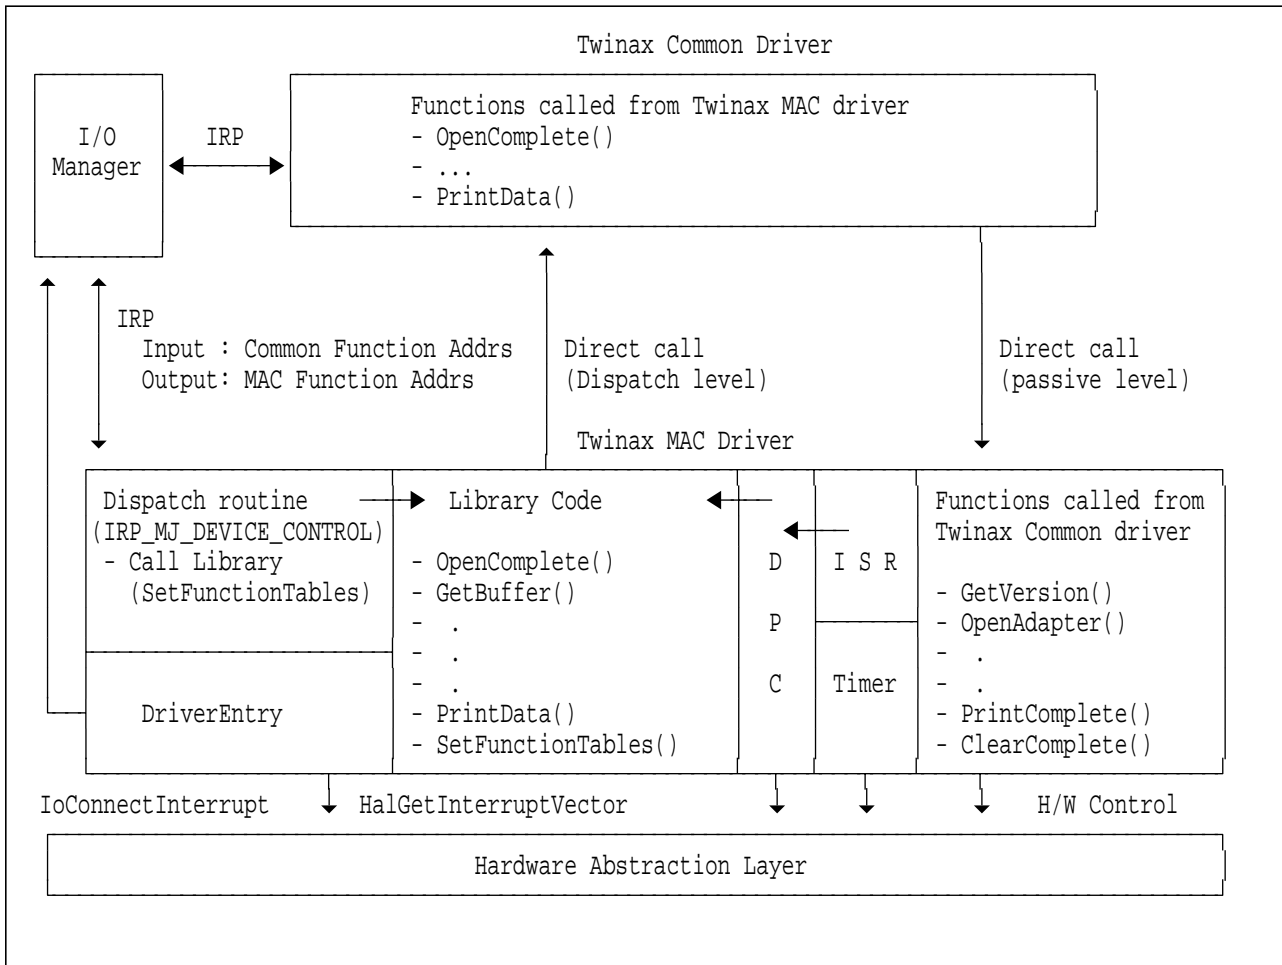 Twinax Common Driver
I/O
Manager
IRP
Functions called from Twinax MAC driver
- OpenComplete()
- ...
- PrintData()
IRP
Input : Common Function Addrs
Output: MAC Function Addrs
Direct call
(Dispatch level)
Direct call
(passive level)
Twinax MAC Driver
Dispatch routine
(IRP_MJ_DEVICE_CONTROL)
- Call Library
(SetFunctionTables)
DriverEntry
Library Code
- OpenComplete()
- GetBuffer()
- .
- .
- .
- PrintData()
- SetFunctionTables()
D
P
C
I S R
Timer
Functions called from
Twinax Common driver
- GetVersion()
- OpenAdapter()
- .
- .
- PrintComplete()
- ClearComplete()
IoConnectInterrupt
HalGetInterruptVector
H/W Control
Hardware Abstraction Layer